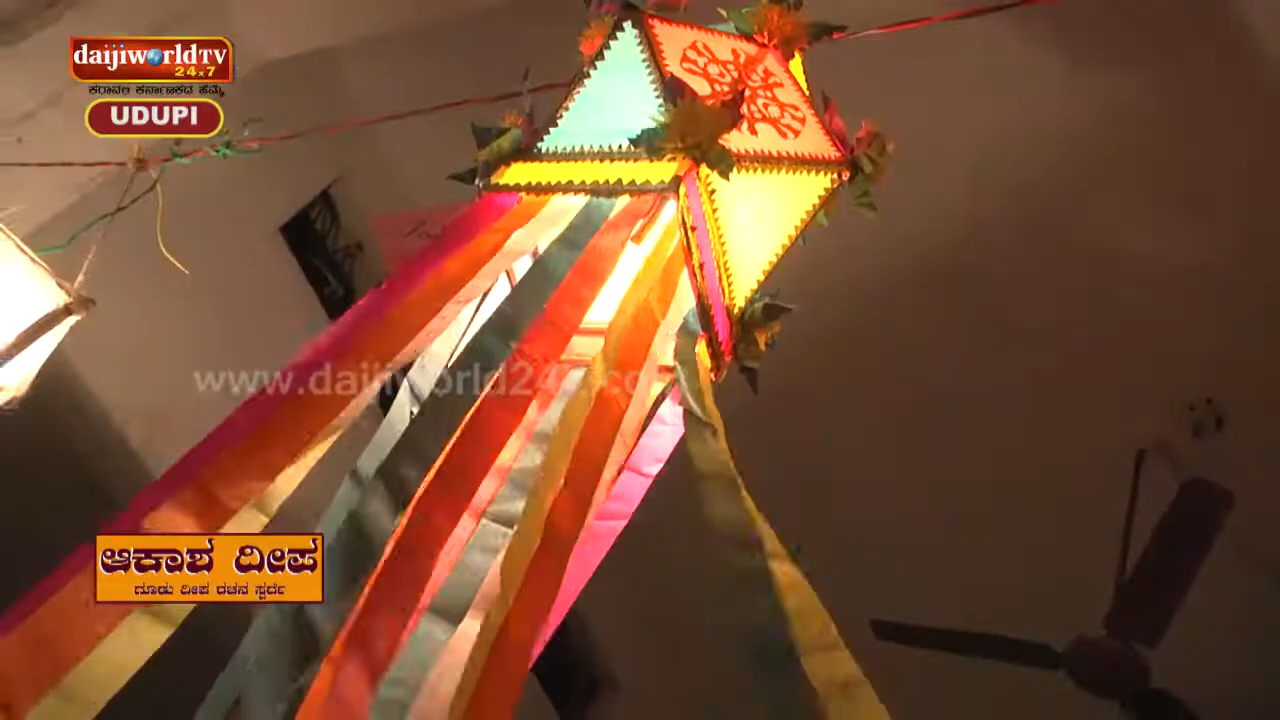 daijiworldTV
24x7
ಕರಾವಳಿ ಕರ್ನಾಟಕದ ಹೆಮ್ಮೆ
UDUPI
www.daijiworld24x7.com
ಆಕಾಶ ದೀಪ
ಗೂಡು ದೀಪ ರಚನ ಸ್ಪರ್ದೆ